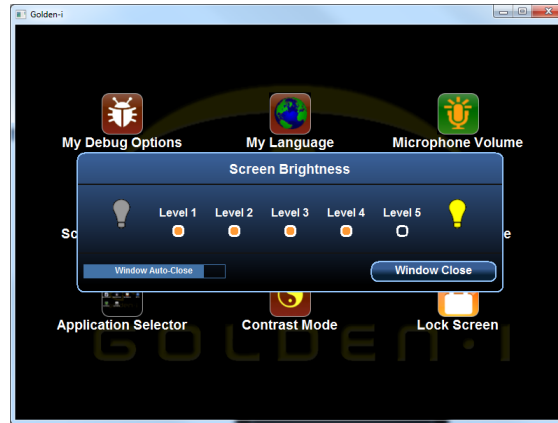 Golden-i
My Debug Options
My Language
Microphone Volume
Screen Brightness
Level 1
Level 2
Level 3
Level 4
Level 5
Sc
e
Window Auto-Close
Window Close
Application Selector
Contrast Mode
Lock Screen
GOLDEN-I